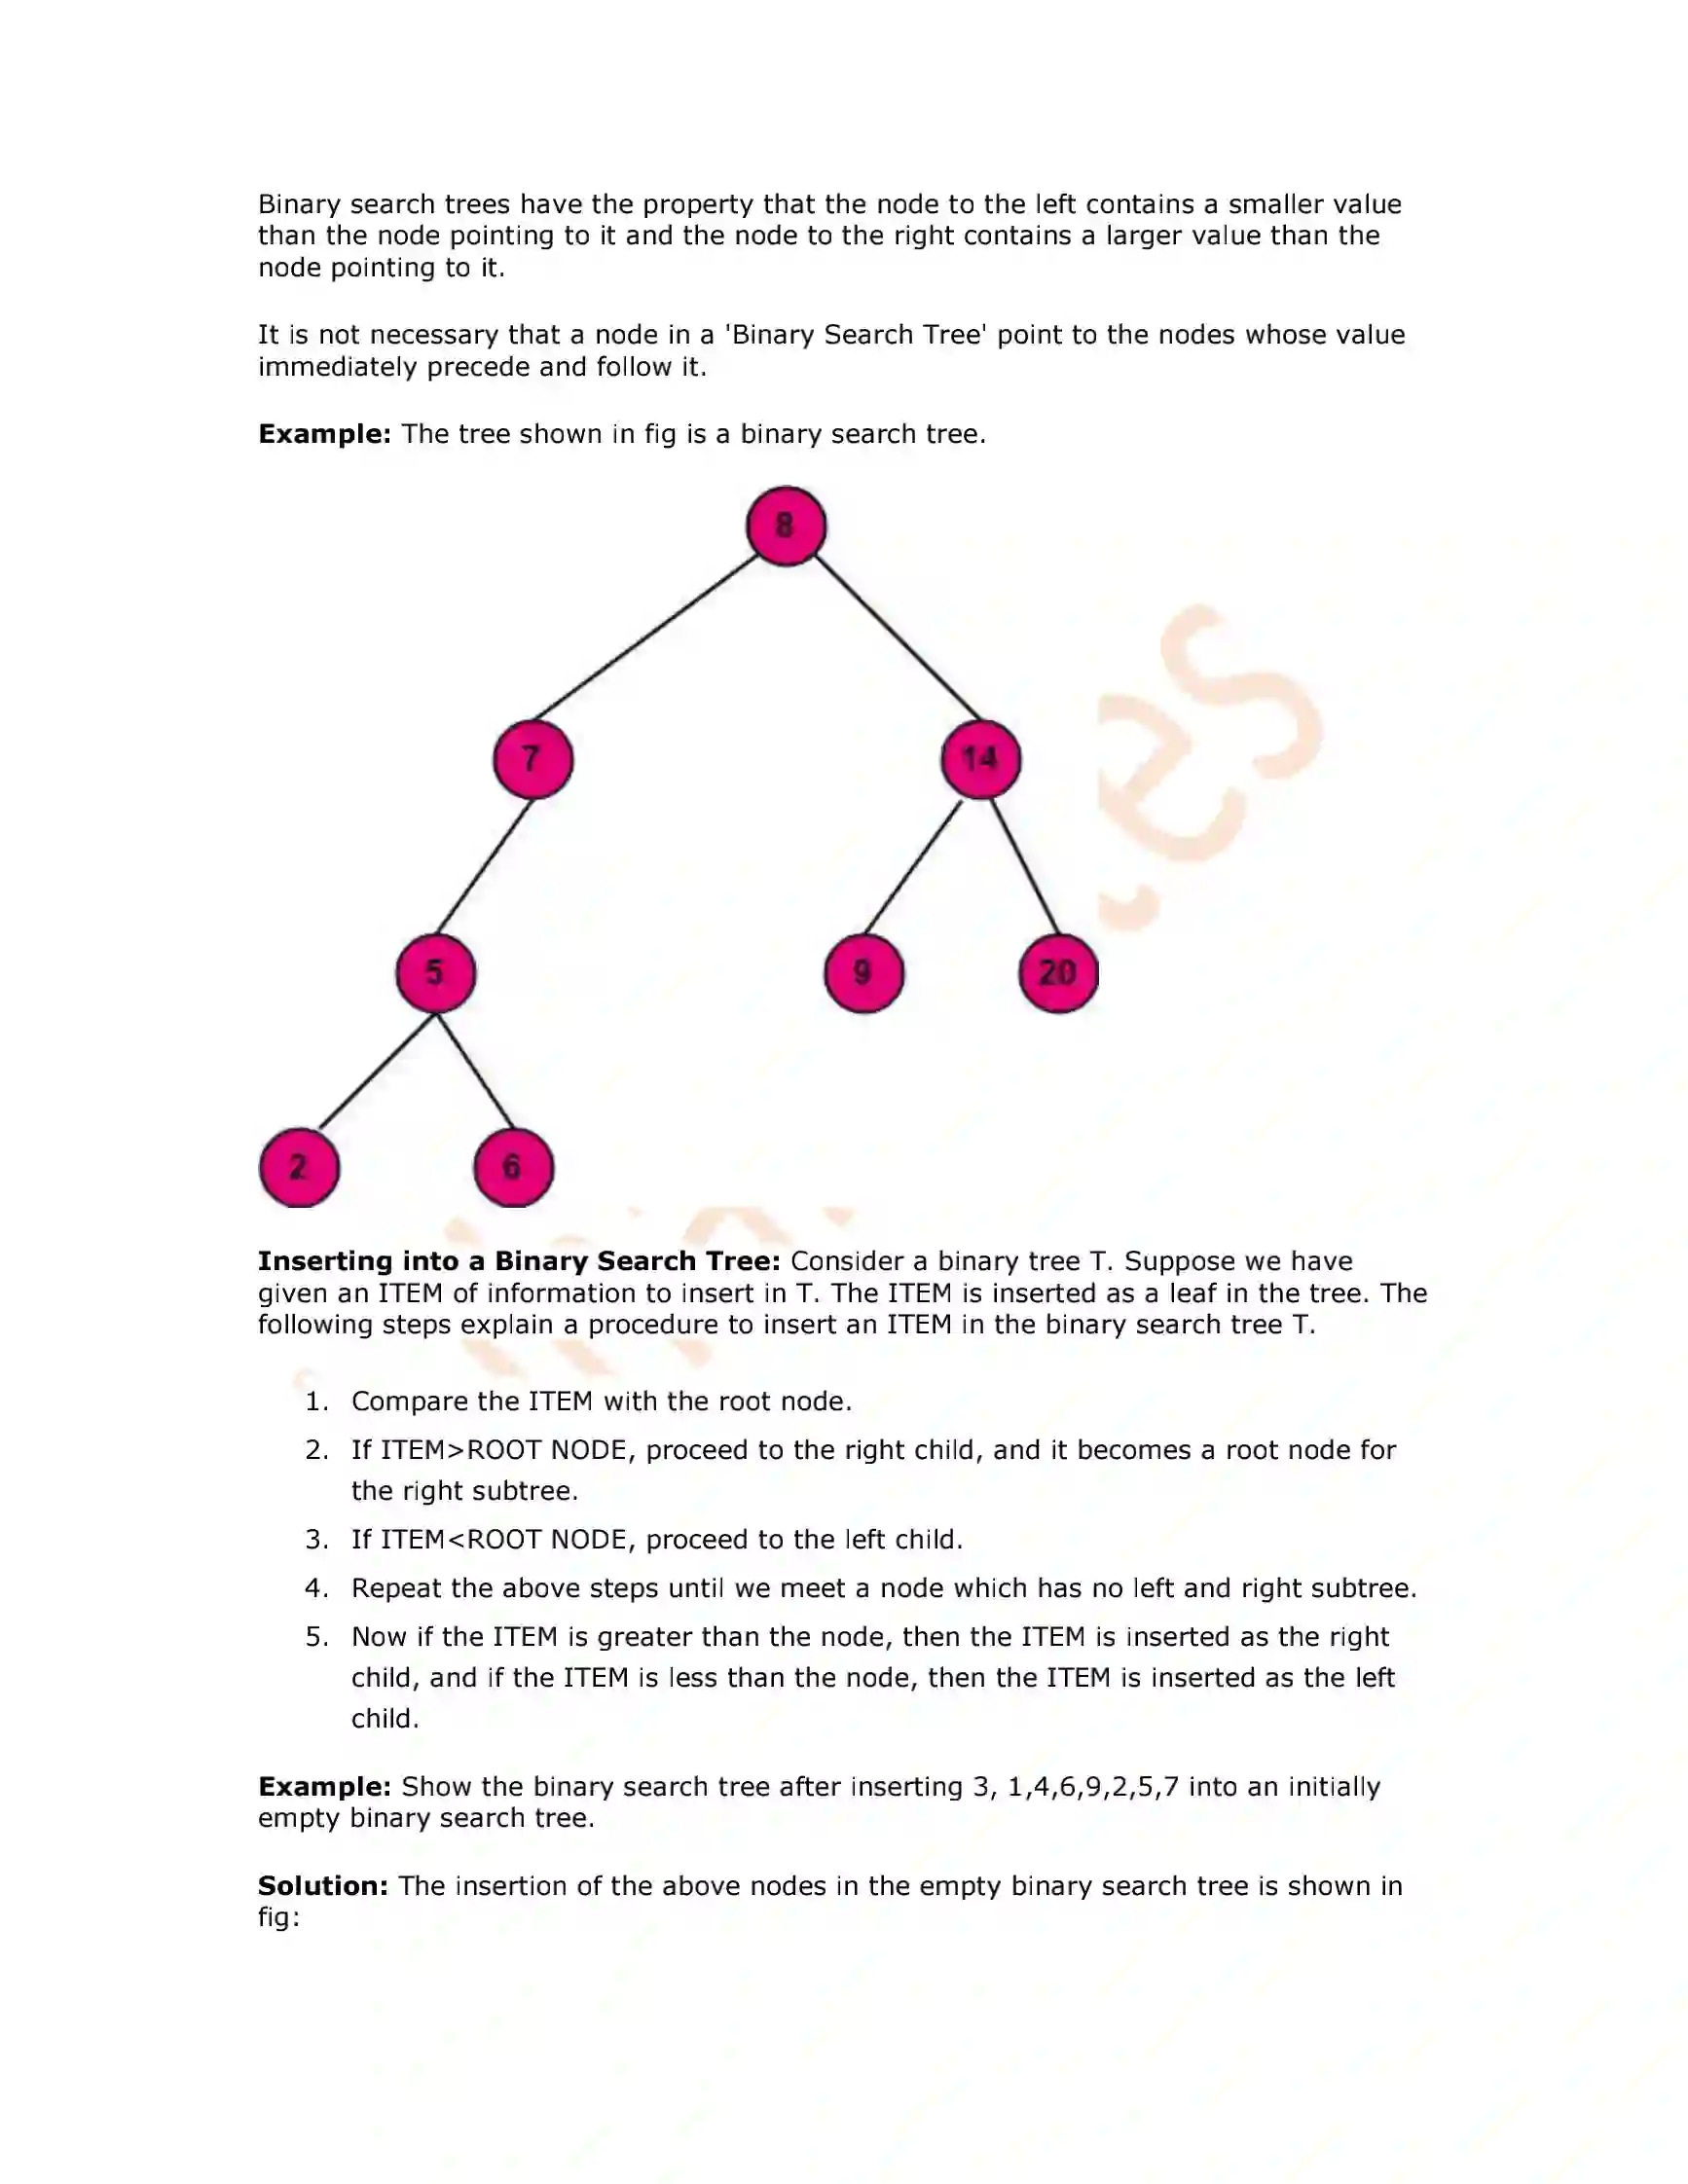 Binary search trees have the property that the node to the left contains a smaller value
than the node pointing to it and the node to the right contains a larger value than the
node pointing to it.
It is not necessary that a node in a 'Binary Search Tree' point to the nodes whose value
immediately precede and follow it.
Example: The tree shown in fig is a binary search tree.
8
7
14
5
9
20
2
6
Inserting into a Binary Search Tree: Consider a binary tree T. Suppose we have
given an ITEM of information to insert in T. The ITEM is inserted as a leaf in the tree. The
following steps explain a procedure to insert an ITEM in the binary search tree T.
1. Compare the ITEM with the root node.
2. If ITEM>ROOT NODE, proceed to the right child, and it becomes a root node for
the right subtree.
3. If ITEM<ROOT NODE, proceed to the left child.
4. Repeat the above steps until we meet a node which has no left and right subtree.
5. Now if the ITEM is greater than the node, then the ITEM is inserted as the right
child, and if the ITEM is less than the node, then the ITEM is inserted as the left
child.
Example: Show the binary search tree after inserting 3, 1,4,6,9,2,5,7 into an initially
empty binary search tree.
Solution: The insertion of the above nodes in the empty binary search tree is shown in
fig: